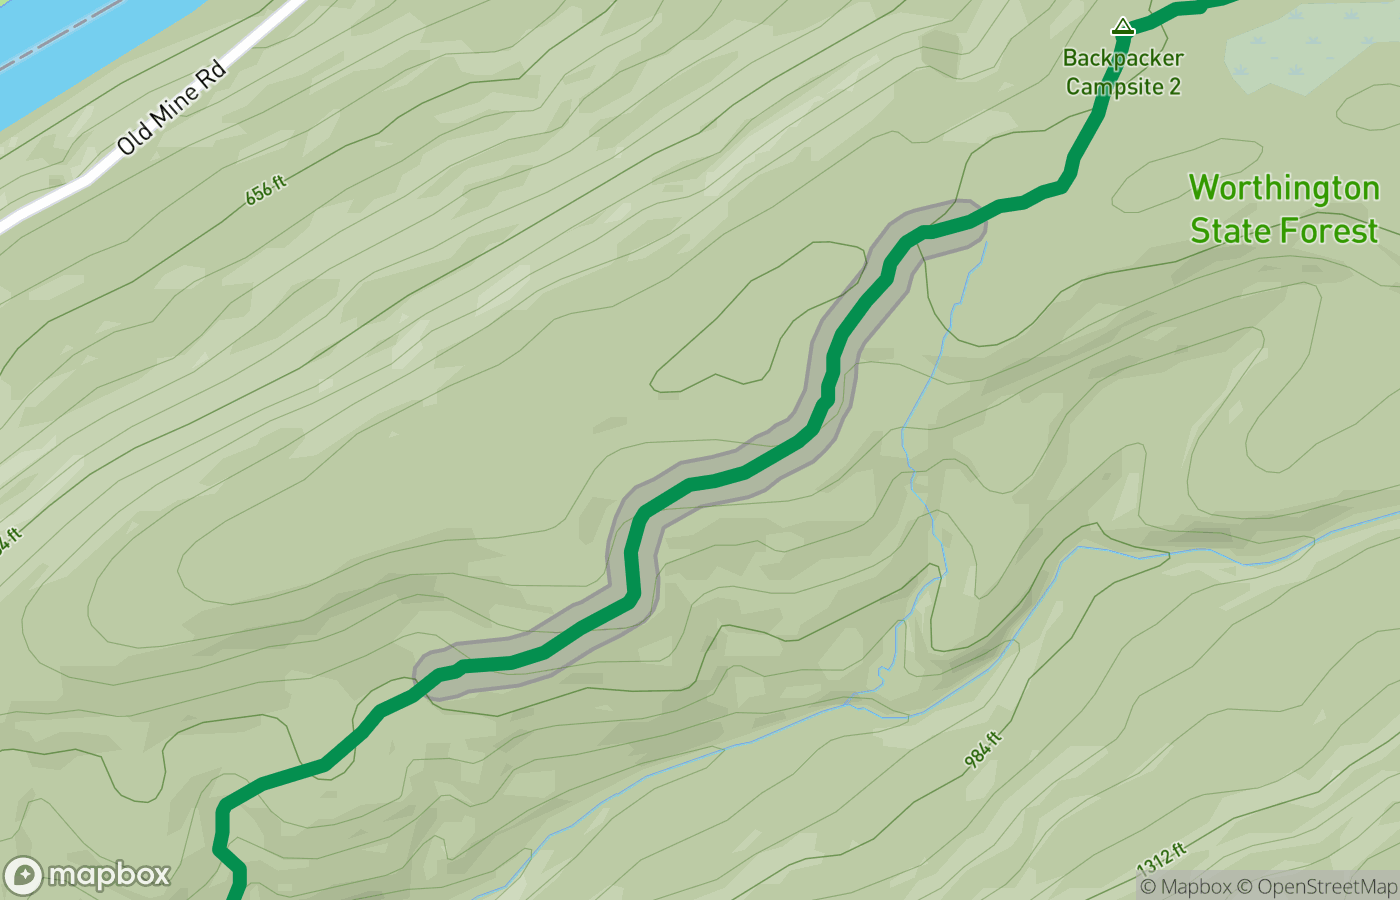 Backpacker
Campsite 2
Old Mine Rd
656 ft
Worthington
State Forest
984 ft
1312 ft
mapbox
© Mapbox © OpenStreetMap